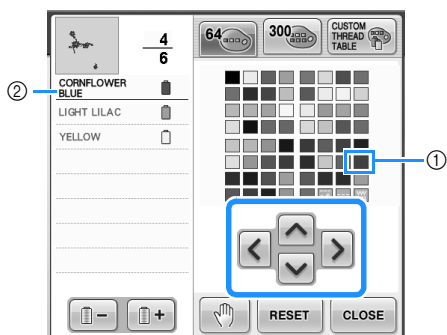 4
6
64
300
CUSTOM
THREAD
TABLE
②
CORNFLOWER
BLUE
LIGHT LILAC
YELLOW
①
−
+
RESET
CLOSE